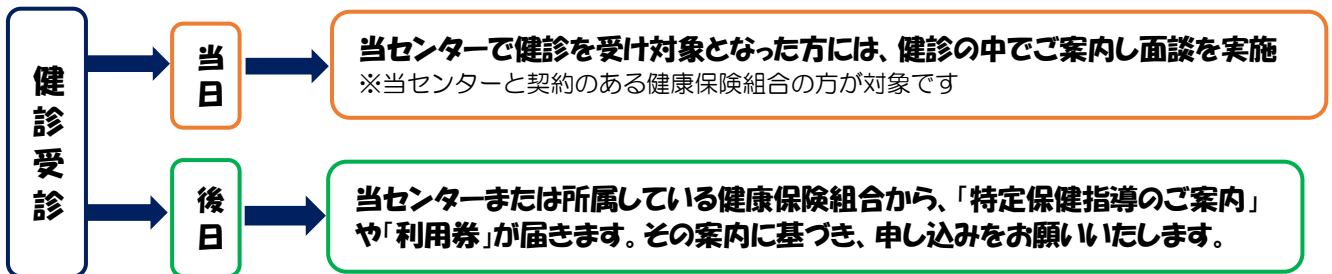 健診受診
当日
当センターで健診を受け対象となった方には、健診の中でご案内し面談を実施
※当センターと契約のある健康保険組合の方が対象です
後日
当センターまたは所属している健康保険組合から、「特定保健指導のご案内」
や「利用券」が届きます。その案内に基づき、申し込みをお願いいたします。